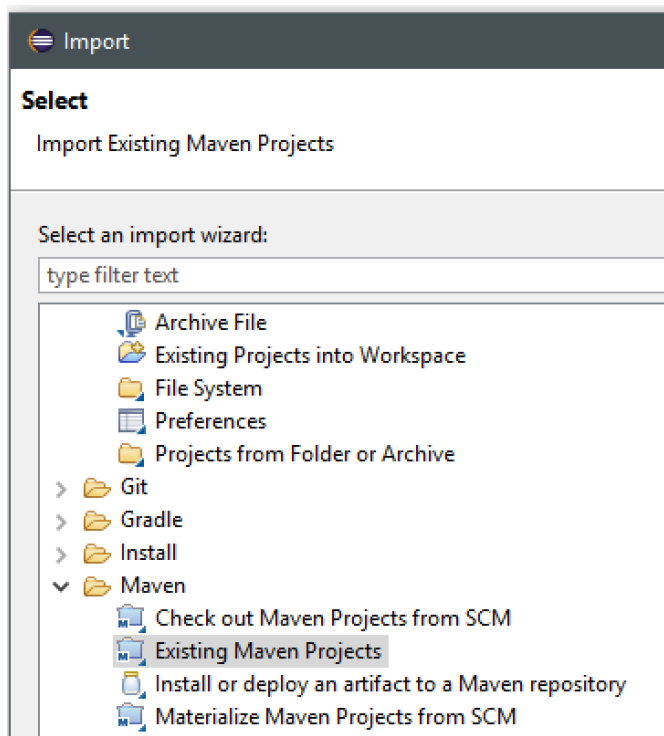 Import
Select
Import Existing Maven Projects
Select an import wizard:
type filter text
Archive File
Existing Projects into Workspace
File System
Preferences
Projects from Folder or Archive
Git
Gradle
Install
Maven
Check out Maven Projects from SCM
Existing Maven Projects
Install or deploy an artifact to a Maven repository
Materialize Maven Projects from SCM